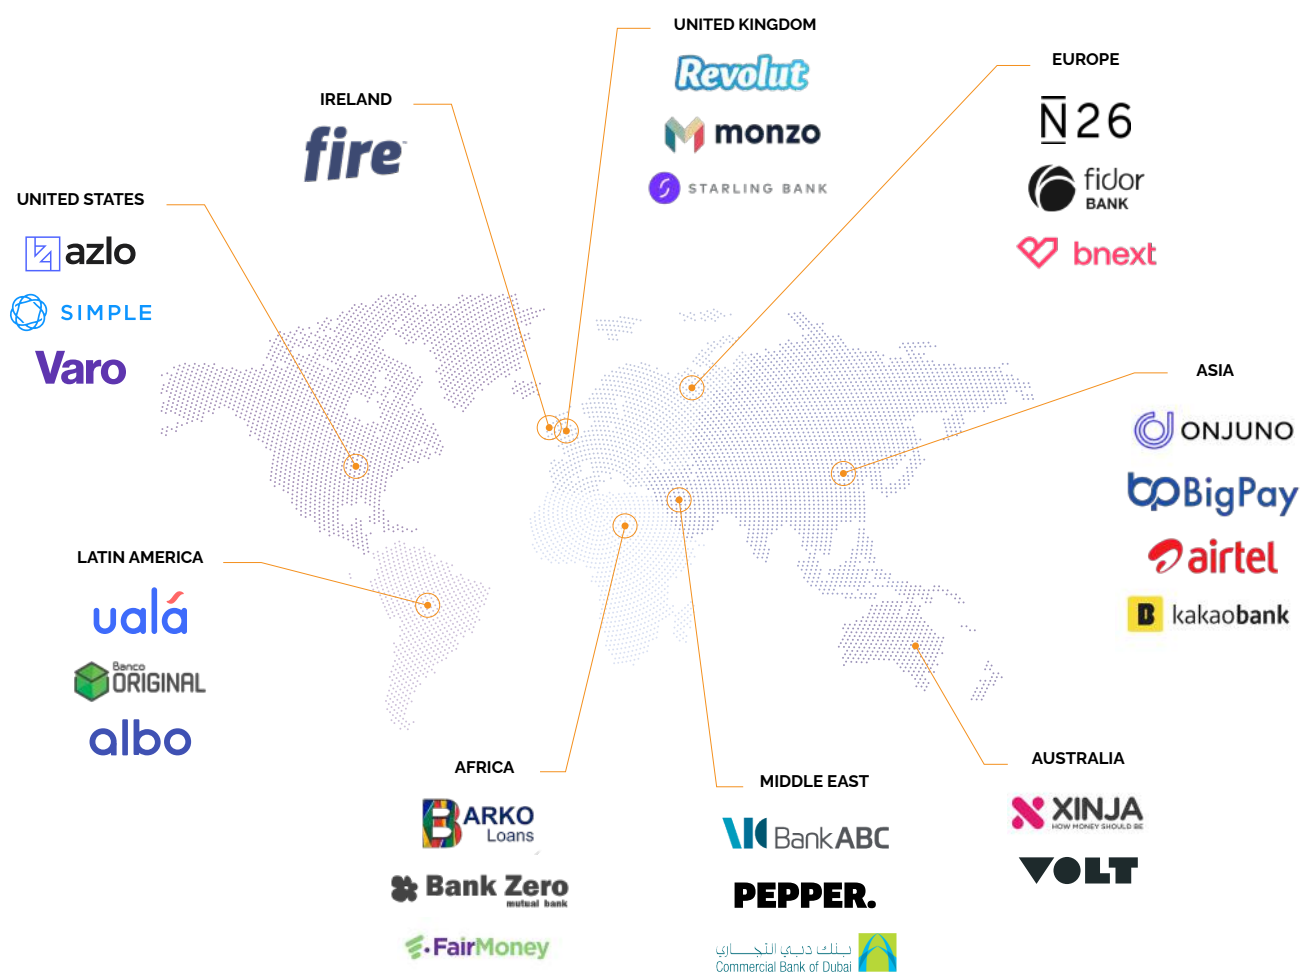 UNITED KINGDOM
Revolut
monzo
STARLING BANK
EUROPE
N26
fidor
BANK
bnext
IRELAND
fire
UNITED STATES
azlo
SIMPLE
Varo
ASIA
ONJUNO
BigPay
airtel
kakaobank
LATIN AMERICA
ualá
Banco
ORIGINAL
albo
AFRICA
BARKO
Loans
Bank Zero
mutual bank
FairMoney
MIDDLE EAST
Bank ABC
PEPPER.
بنك دبي التجاري
Commercial Bank of Dubai
AUSTRALIA
XINJA
HOW MONEY SHOULD BE
VOLT